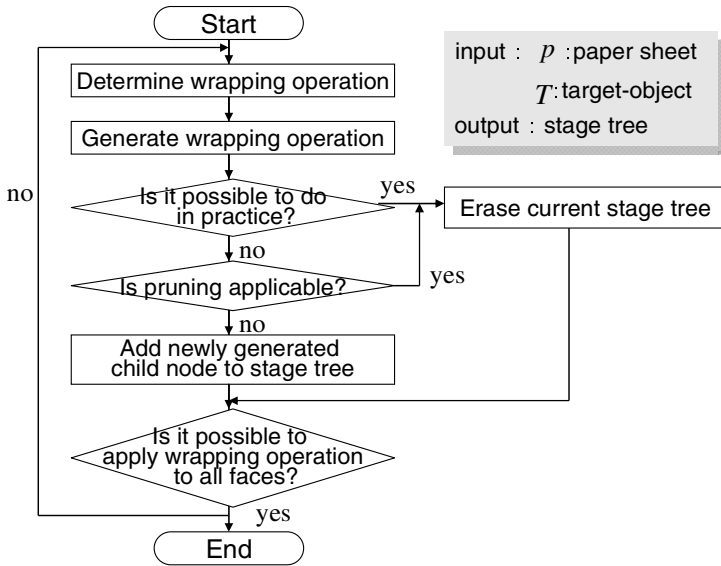 Start
input : p :paper sheet
T:target-object
output : stage tree
Determine wrapping operation
Generate wrapping operation
no
Is it possible to do
in practice?
yes
Erase current stage tree
no
Is pruning applicable?
yes
no
Add newly generated
child node to stage tree
Is it possible to
apply wrapping operation
to all faces?
yes
End